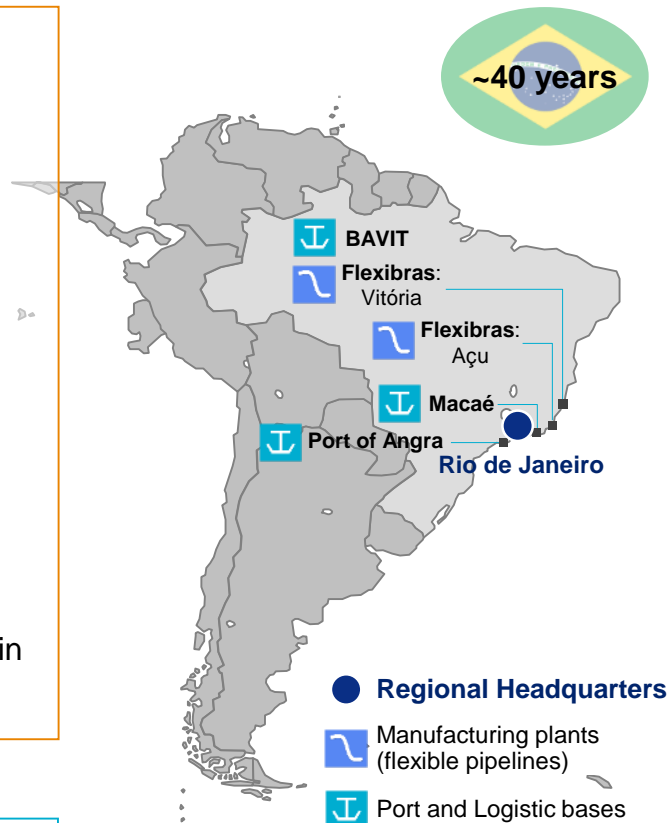 ~40 years
BAVIT
Flexibras:
Vitória
Flexibras:
Açu
Macaé
Port of Angra
Rio de Janeiro
in
Regional Headquarters
Manufacturing plants
(flexible pipelines)
Port and Logistic bases